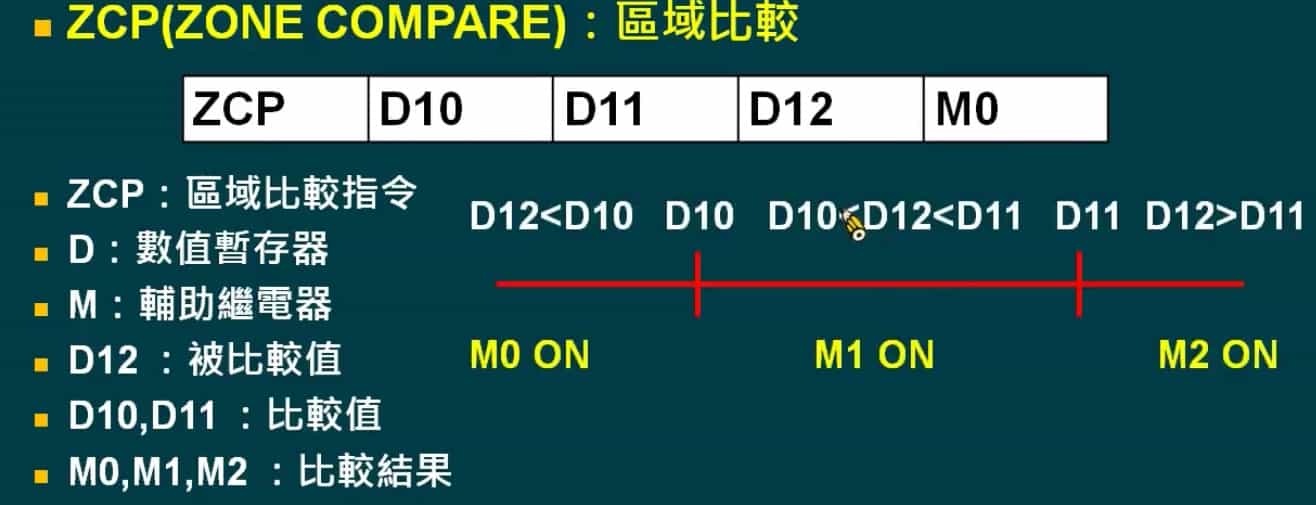 ZCP(ZONE COMPARE)：區域比較
ZCP D10 D11 D12 M0
ZCP：區域比較指令
D：數值暫存器
M：輔助繼電器
D12 ：被比較值
D10,D11 ：比較值
M0,M1,M2 ：比較結果
D12<D10 D10 D10<D12<D11 D11 D12>D11
M0 ON M1 ON M2 ON